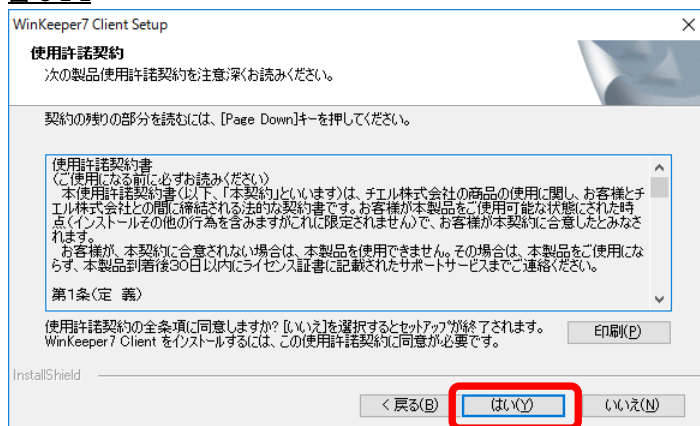 WinKeeper7 Client Setup
使用許諾契約
次の製品使用許諾契約を注意深くお読みください。
契約の残りの部分を読むには、[Page Down]キーを押してください。
使用許諾契約書
（ご使用になる前に必ずお読みください）
本使用許諾契約書（以下、「本契約」といいます）は、チエル株式会社の商品の使用に関し、お客様とチ
エル株式会社との間に締結される法的な契約書です。お客様が本製品をご使用可能な状態にされた時
点（インストールその他の行為を含みますがこれに限定されません）で、お客様が本契約に合意したとみなさ
れます。
お客様が、本契約に合意されない場合は、本製品を使用できません。その場合は、本製品をご使用にな
らず、本製品到着後30日以内にライセンス証書に記載されたサポートサービスまでご連絡ください。
第1条（定　義）
使用許諾契約の全条項に同意しますか? [いいえ]を選択するとセットアップが終了されます。
WinKeeper7 Client をインストールするには、この使用許諾契約に同意が必要です。
印刷(P)
InstallShield
< 戻る(B)
はい(Y)
いいえ(N)